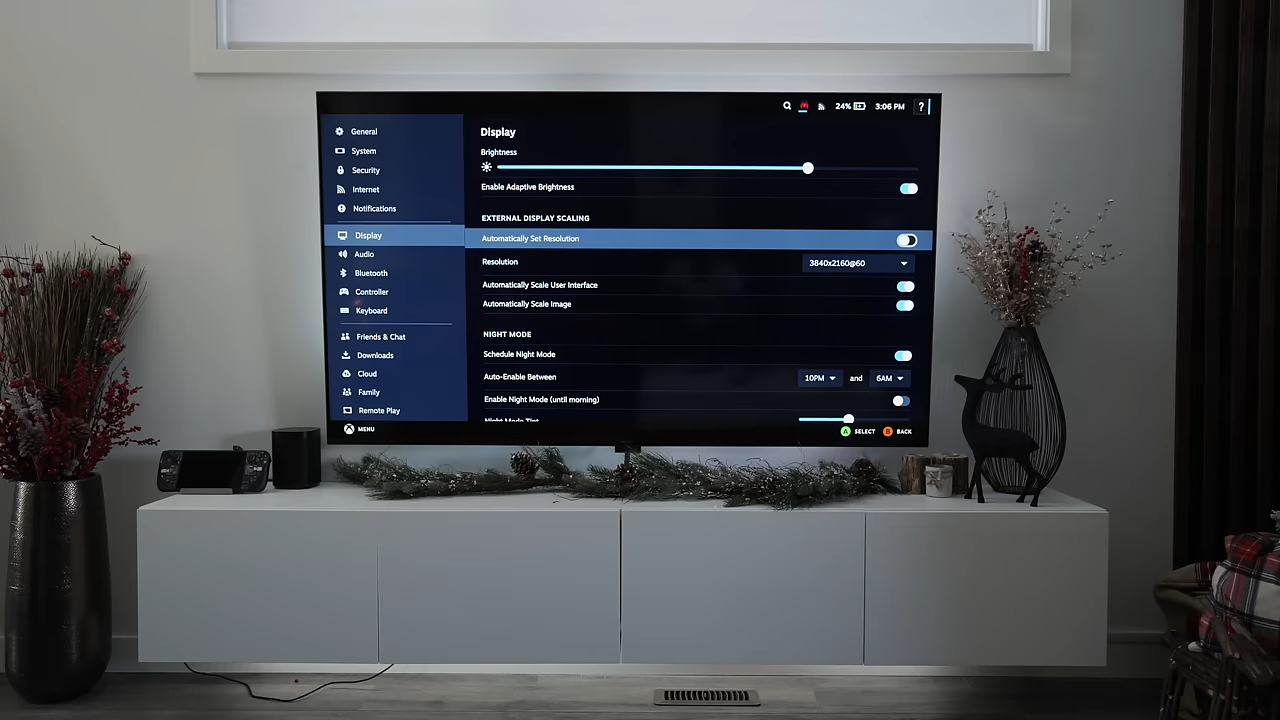 24% 3:06 PM ?
General
System
Security
Internet
Notifications
Display
Audio
Bluetooth
Controller
Keyboard
Friends & Chat
Downloads
Cloud
Family
Remote Play
MENU
Display
Brightness
Enable Adaptive Brightness
EXTERNAL DISPLAY SCALING
Automatically Set Resolution
Resolution 3840x2160@60
Automatically Scale User Interface
Automatically Scale Image
NIGHT MODE
Schedule Night Mode
Auto-Enable Between 10PM and 6AM
Enable Night Mode (until morning)
Night Mode Tint
A SELECT B BACK